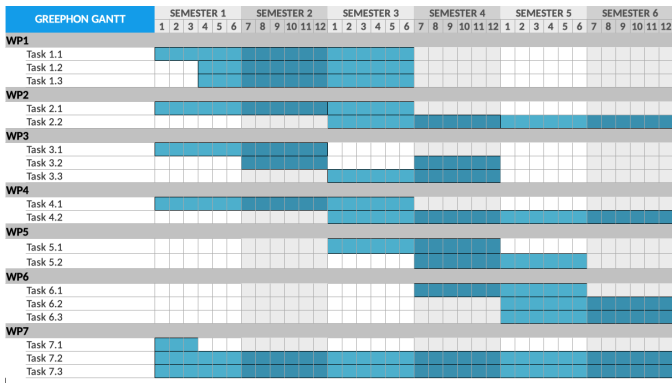 GREEPHON GANTT SEMESTER 1 SEMESTER 2 SEMESTER 3 SEMESTER 4 SEMESTER 5 SEMESTER 6
1 2 3 4 5 6 7 8 9 10 11 12 1 2 3 4 5 6 7 8 9 10 11 12 1 2 3 4 5 6 7 8 9 10 11 12
WP1
Task 1.1
Task 1.2
Task 1.3
WP2
Task 2.1
Task 2.2
WP3
Task 3.1
Task 3.2
Task 3.3
WP4
Task 4.1
Task 4.2
WP5
Task 5.1
Task 5.2
WP6
Task 6.1
Task 6.2
Task 6.3
WP7
Task 7.1
Task 7.2
Task 7.3